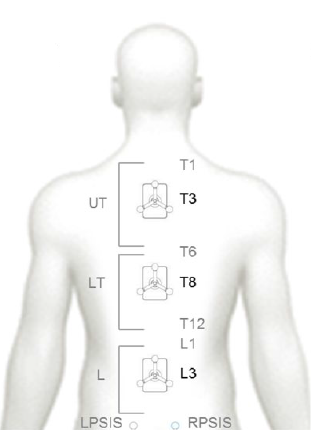 T1
UT T3
T6
LT T8
T12
L1
L L3
LPSIS RPSIS